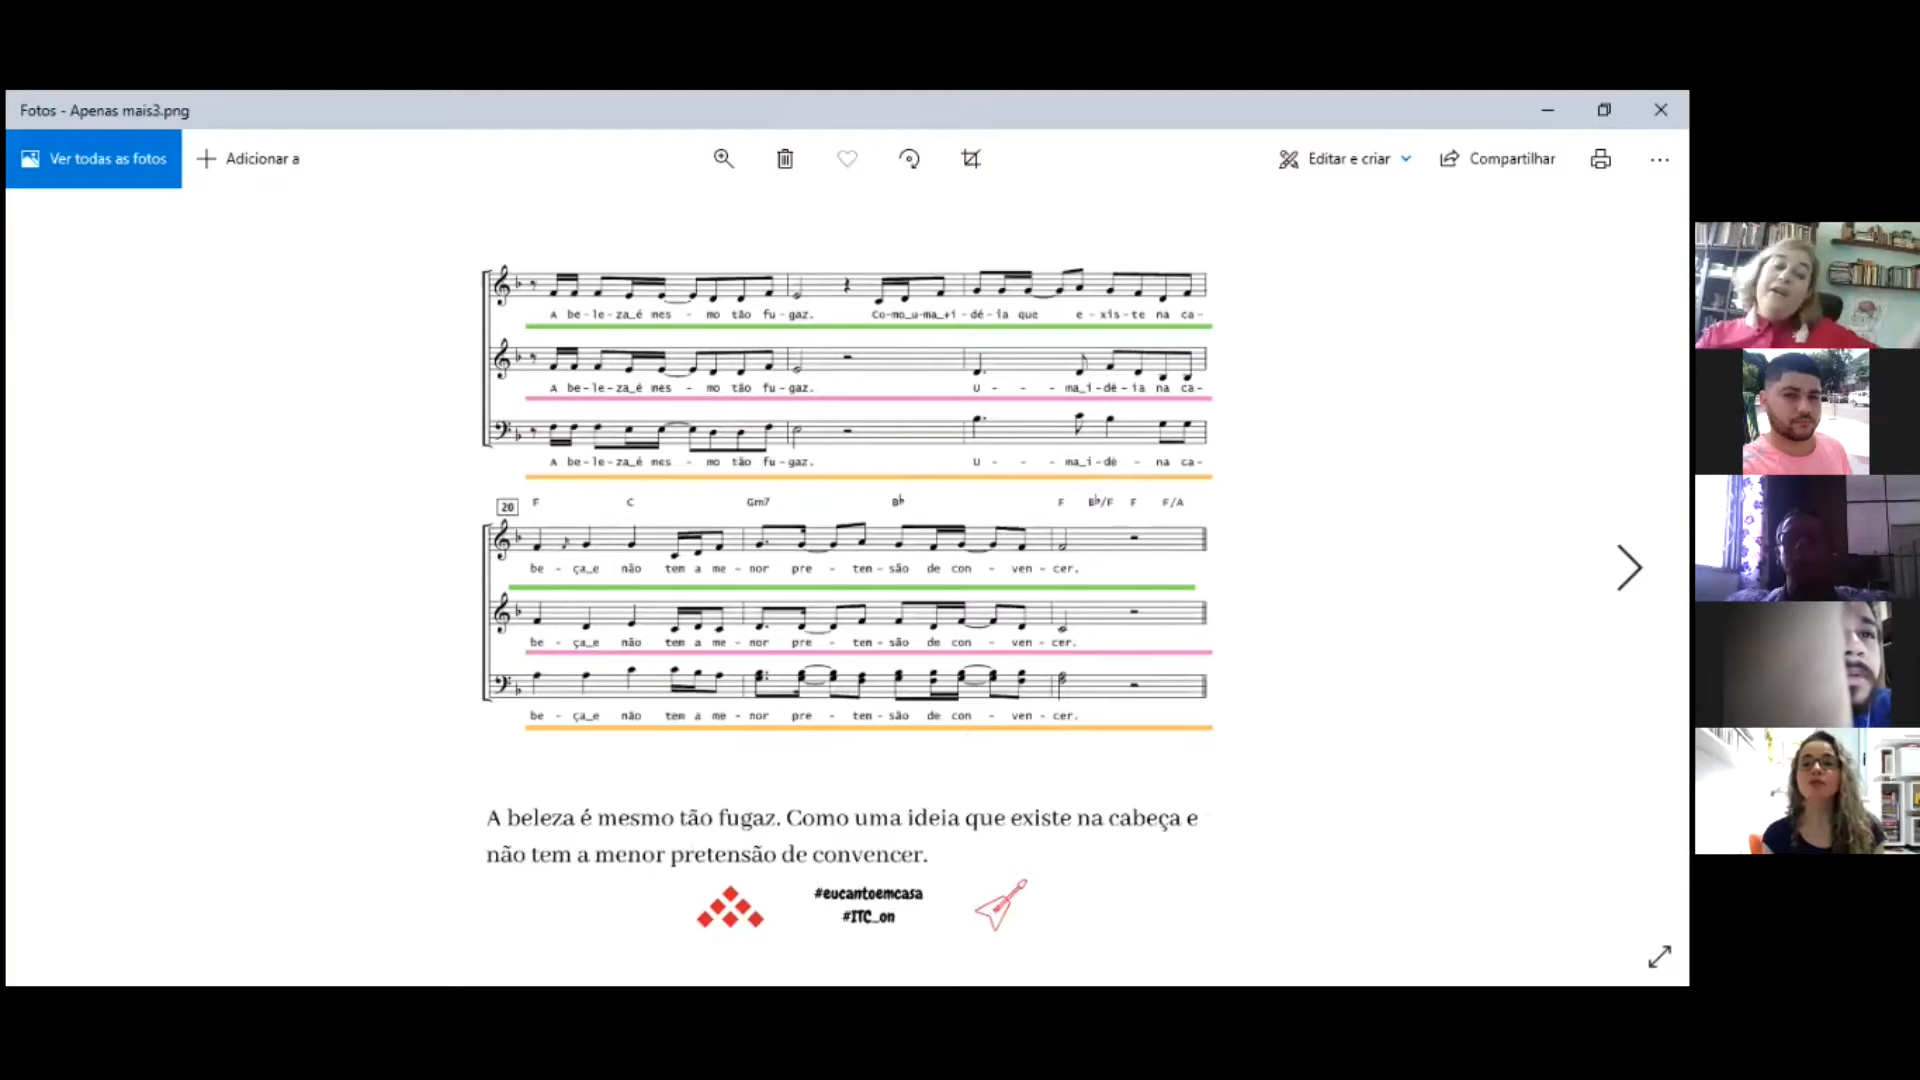 Fotos - Apenas mais3.png
Ver todas as fotos
Adicionar a
Editar e criar
Compartilhar
A be-le-za_é mes - mo tão fu-gaz. Co-mo_u-ma_+i-dé-ia que e-xis-te na ca-
A be-le-za_é mes - mo tão fu-gaz. U - - - ma_i-dé-ia na ca-
A be-le-za_é mes - mo tão fu-gaz. U - - - ma_i-dé - na ca-
20 F C Gm7 B♭ F B♭/F F F/A
be - ça_e não tem a me - nor pre - ten-são de con - ven-cer.
be - ça_e não tem a me - nor pre - ten-são de con - ven-cer.
be - ça_e não tem a me - nor pre - ten-são de con - ven-cer.
A beleza é mesmo tão fugaz. Como uma ideia que existe na cabeça e
não tem a menor pretensão de convencer.
#eucantoemcasa
#ITC_on